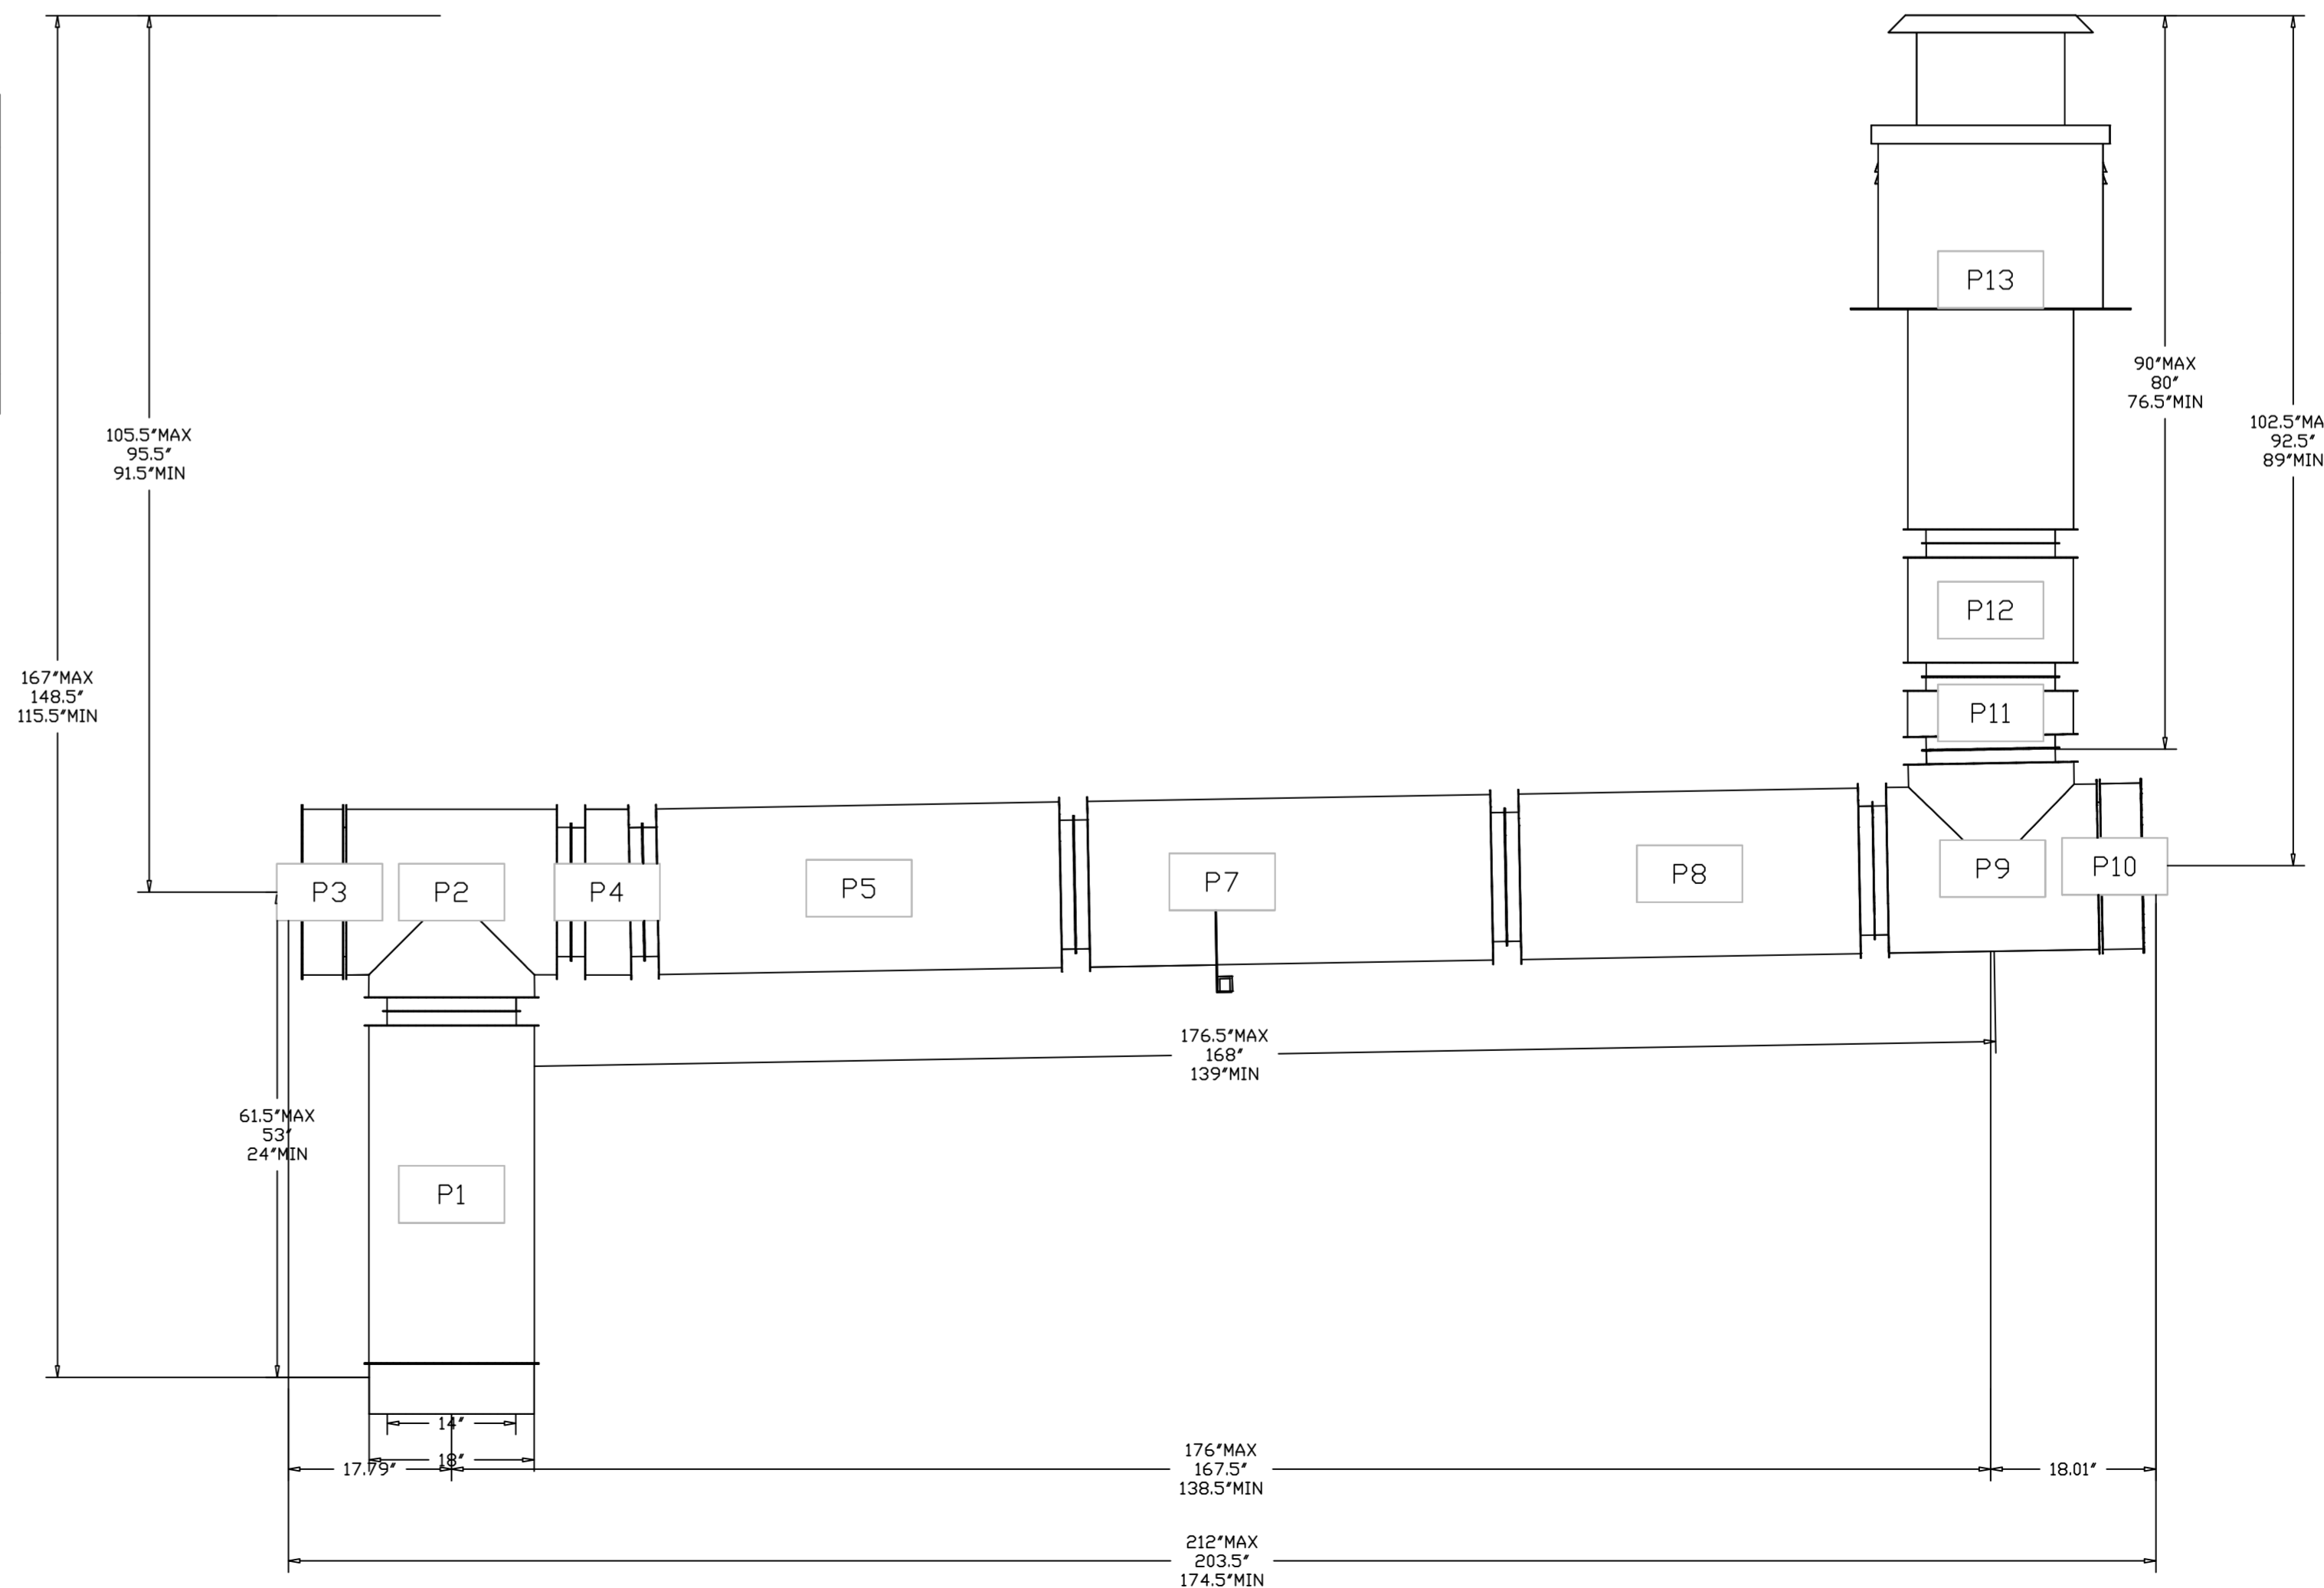 P13
90"MAX
80"
76.5"MIN
102.5"MA
92.5"
89"MIN
105.5"MAX
95.5"
91.5"MIN
P12
167"MAX
148.5"
115.5"MIN
P11
P3
P2
P4
P5
P7
P8
P9
P10
176.5"MAX
168"
139"MIN
61.5"MAX
53"
24"MIN
P1
14"
18"
17.79"
176"MAX
167.5"
138.5"MIN
18.01"
212"MAX
203.5"
174.5"MIN